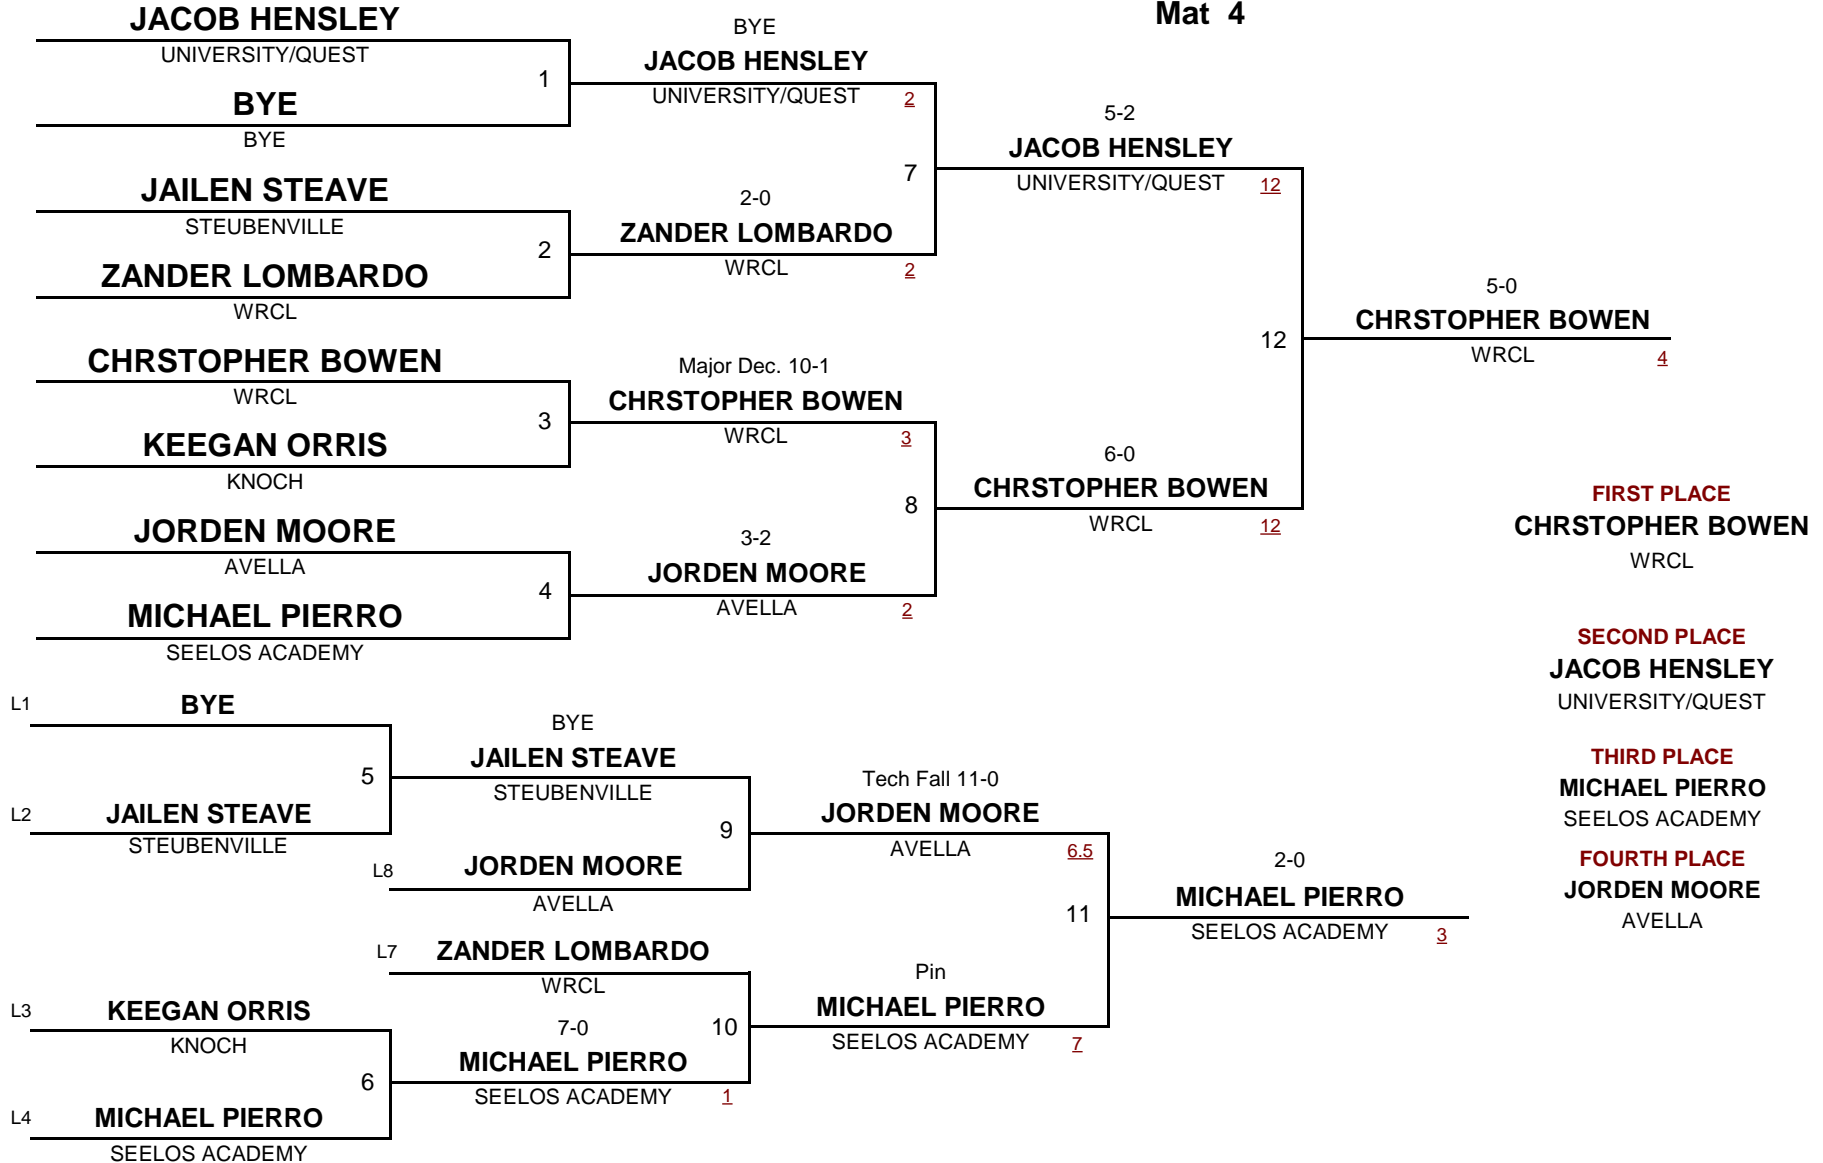 Mat 4
JACOB HENSLEY
UNIVERSITY/QUEST
1
BYE
BYE
JAILEN STEAVE
STEUBENVILLE
2
ZANDER LOMBARDO
WRCL
CHRSTOPHER BOWEN
WRCL
3
KEEGAN ORRIS
KNOCH
JORDEN MOORE
AVELLA
4
MICHAEL PIERRO
SEELOS ACADEMY
BYE
JACOB HENSLEY
UNIVERSITY/QUEST 2
7
2-0
ZANDER LOMBARDO
WRCL 2
Major Dec. 10-1
CHRSTOPHER BOWEN
WRCL 3
8
3-2
JORDEN MOORE
AVELLA 2
5-2
JACOB HENSLEY
UNIVERSITY/QUEST 12
12
6-0
CHRSTOPHER BOWEN
WRCL 12
5-0
CHRSTOPHER BOWEN
WRCL 4
FIRST PLACE
CHRSTOPHER BOWEN
WRCL
SECOND PLACE
JACOB HENSLEY
UNIVERSITY/QUEST
THIRD PLACE
MICHAEL PIERRO
SEELOS ACADEMY
FOURTH PLACE
JORDEN MOORE
AVELLA
L1 BYE
5
L2 JAILEN STEAVE
STEUBENVILLE
L3 KEEGAN ORRIS
KNOCH
6
L4 MICHAEL PIERRO
SEELOS ACADEMY
BYE
JAILEN STEAVE
STEUBENVILLE
9
L8 JORDEN MOORE
AVELLA
L7 ZANDER LOMBARDO
WRCL
7-0 10
MICHAEL PIERRO
SEELOS ACADEMY 1
Tech Fall 11-0
JORDEN MOORE
AVELLA 6.5
11
Pin
MICHAEL PIERRO
SEELOS ACADEMY 7
2-0
MICHAEL PIERRO
SEELOS ACADEMY 3